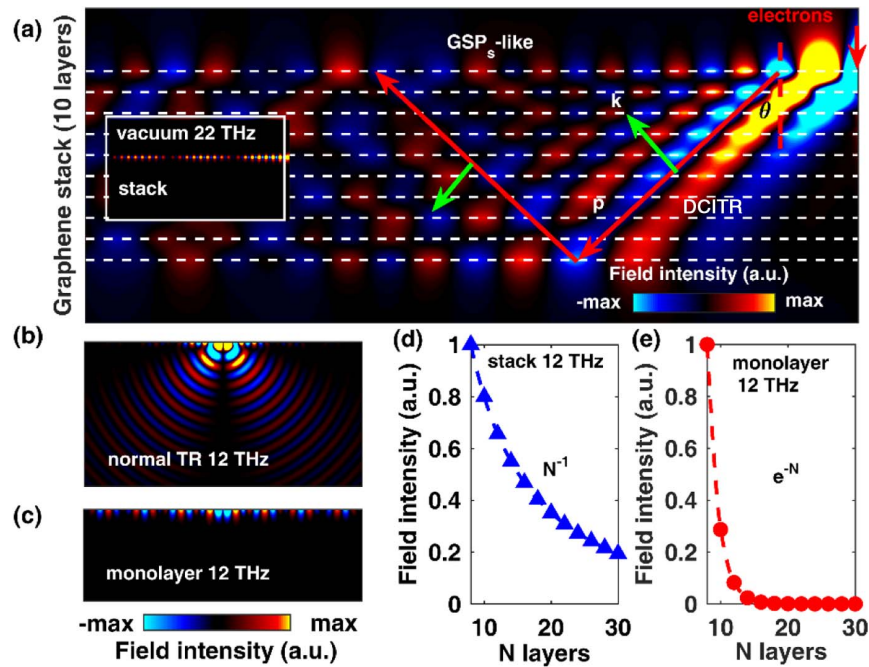 (a)
electrons
GSPs-like
Graphene stack (10 layers)
k
θ
vacuum 22 THz
stack
p
DCITR
Field intensity (a.u.)
-max
max
(b)
normal TR 12 THz
(c)
monolayer 12 THz
-max
max
Field intensity (a.u.)
(d)
stack 12 THz
N-1
Field intensity (a.u.)
1
0.8
0.6
0.4
0.2
0
10
20
30
N layers
(e)
monolayer
12 THz
e-N
Field intensity (a.u.)
1
0.8
0.6
0.4
0.2
0
10
20
30
N layers